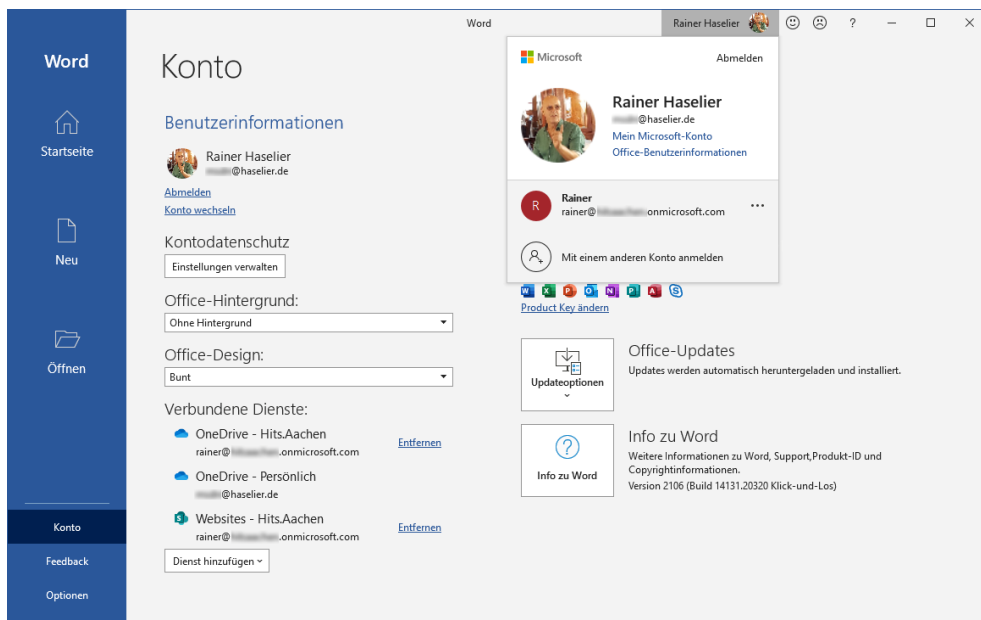 Word
Rainer Haselier
?
Word
Startseite
Neu
Öffnen
Konto
Feedback
Optionen
Konto
Benutzerinformationen
Rainer Haselier
@haselier.de
Abmelden
Konto wechseln
Kontodatenschutz
Einstellungen verwalten
Office-Hintergrund:
Ohne Hintergrund
Office-Design:
Bunt
Verbundene Dienste:
OneDrive - Hits.Aachen
rainer@ .onmicrosoft.com
Entfernen
OneDrive - Persönlich
@haselier.de
Websites - Hits.Aachen
rainer@ .onmicrosoft.com
Entfernen
Dienst hinzufügen
Microsoft
Abmelden
Rainer Haselier
@haselier.de
Mein Microsoft-Konto
Office-Benutzerinformationen
R
Rainer
rainer@ .onmicrosoft.com
Mit einem anderen Konto anmelden
W X P O N P A S
Product Key ändern
Updateoptionen
Office-Updates
Updates werden automatisch heruntergeladen und installiert.
Info zu Word
Info zu Word
Weitere Informationen zu Word, Support,Produkt-ID und
Copyrightinformationen.
Version 2106 (Build 14131.20320 Klick-und-Los)